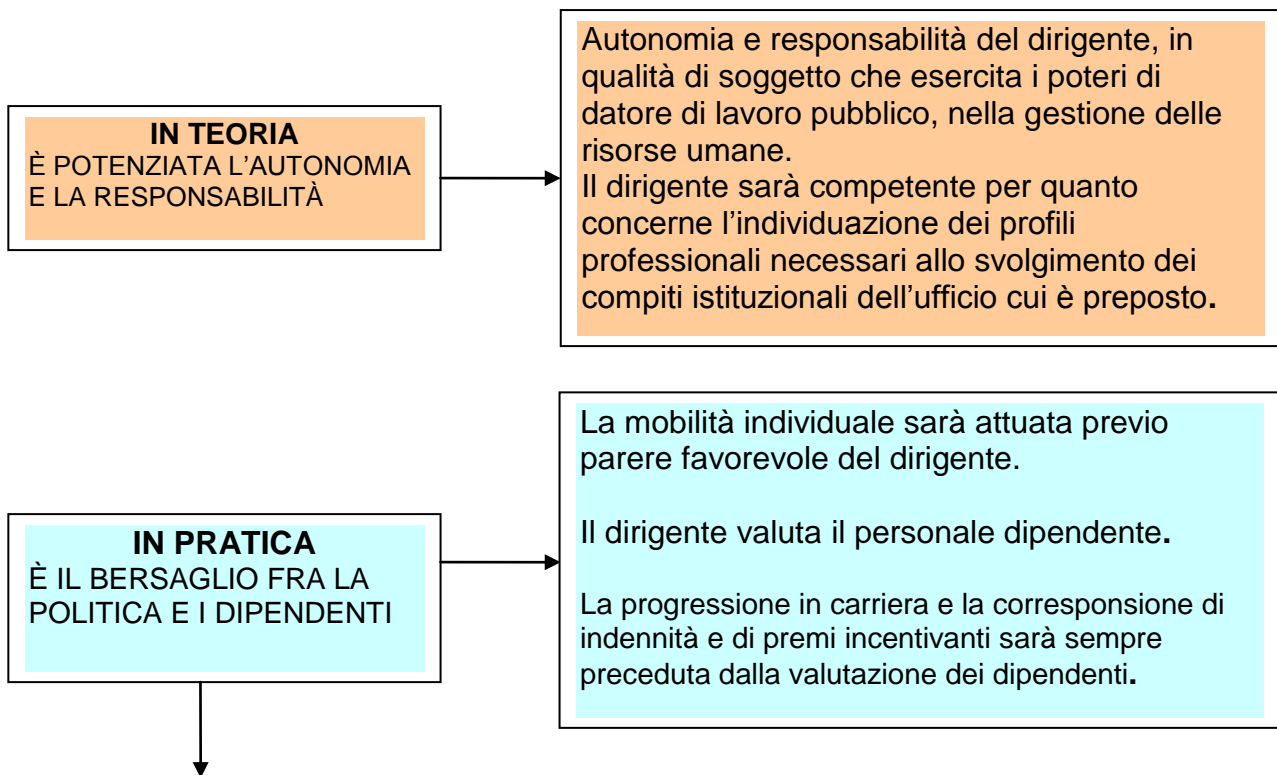 IN TEORIA
È POTENZIATA L’AUTONOMIA
E LA RESPONSABILITÀ
Autonomia e responsabilità del dirigente, in
qualità di soggetto che esercita i poteri di
datore di lavoro pubblico, nella gestione delle
risorse umane.
Il dirigente sarà competente per quanto
concerne l’individuazione dei profili
professionali necessari allo svolgimento dei
compiti istituzionali dell’ufficio cui è preposto.
IN PRATICA
È IL BERSAGLIO FRA LA
POLITICA E I DIPENDENTI
La mobilità individuale sarà attuata previo
parere favorevole del dirigente.
Il dirigente valuta il personale dipendente.
La progressione in carriera e la corresponsione di
indennità e di premi incentivanti sarà sempre
preceduta dalla valutazione dei dipendenti.